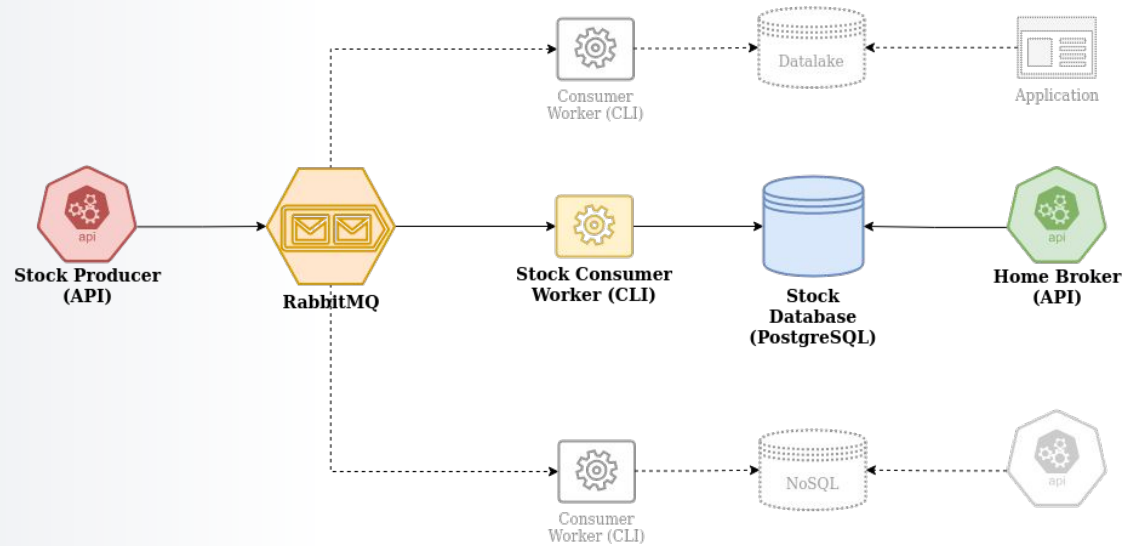 Consumer
Worker (CLI)
Datalake
Application
api
Stock Producer
(API)
RabbitMQ
Stock Consumer
Worker (CLI)
Stock
Database
(PostgreSQL)
api
Home Broker
(API)
Consumer
Worker (CLI)
NoSQL
api